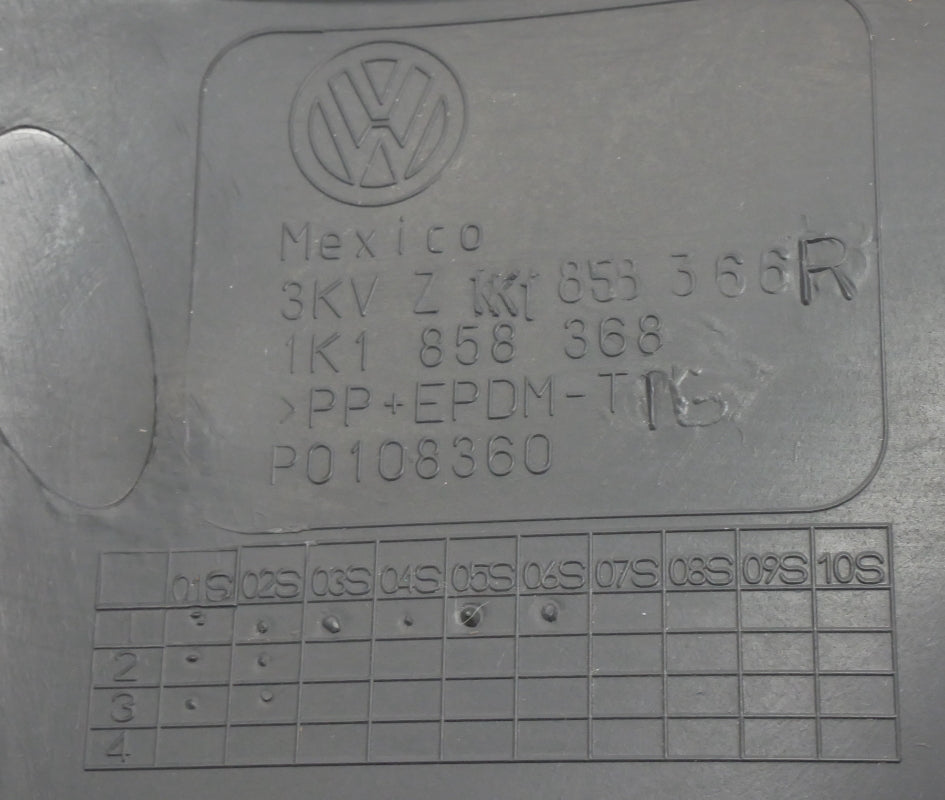 Mexico
3KV Z 1K1 858 366 R
1K1 858 368
>PP+EPDM-
P0108360
01S 02S 03S 04S 05S 06S 07S 08S 09S 10S
1
2
3
4